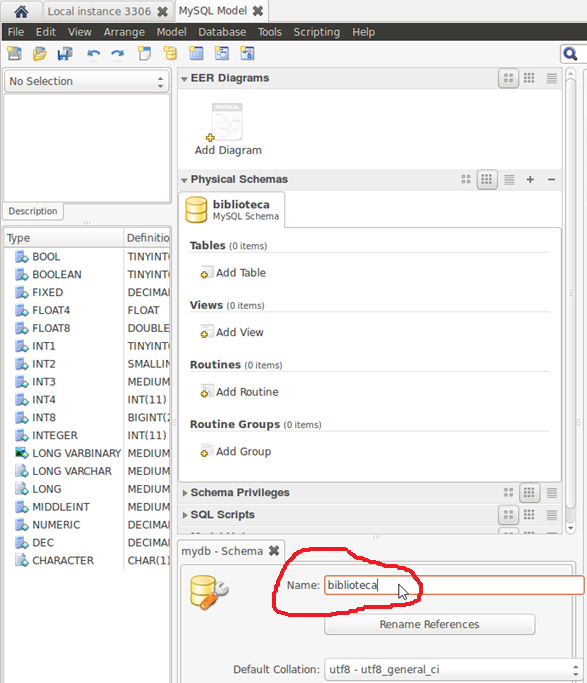 Local instance 3306
MySQL Model
File Edit View Arrange Model Database Tools Scripting Help
No Selection
Description
Type Definitio
BOOL TINYINT(
BOOLEAN TINYINT(
FIXED DECIMA
FLOAT4 FLOAT
FLOAT8 DOUBLE
INT1 TINYINT(
INT2 SMALLIN
INT3 MEDIUM
INT4 INT(11)
INT8 BIGINT(2
INTEGER INT(11)
LONG VARBINARY MEDIUM
LONG VARCHAR MEDIUM
LONG MEDIUM
MIDDLEINT MEDIUM
NUMERIC DECIMA
DEC DECIMA
CHARACTER CHAR(1)
EER Diagrams
Add Diagram
Physical Schemas
biblioteca
MySQL Schema
Tables (0 items)
Add Table
Views (0 items)
Add View
Routines (0 items)
Add Routine
Routine Groups (0 items)
Add Group
Schema Privileges
SQL Scripts
mydb - Schema
Name: biblioteca
Rename References
Default Collation: utf8 - utf8_general_ci